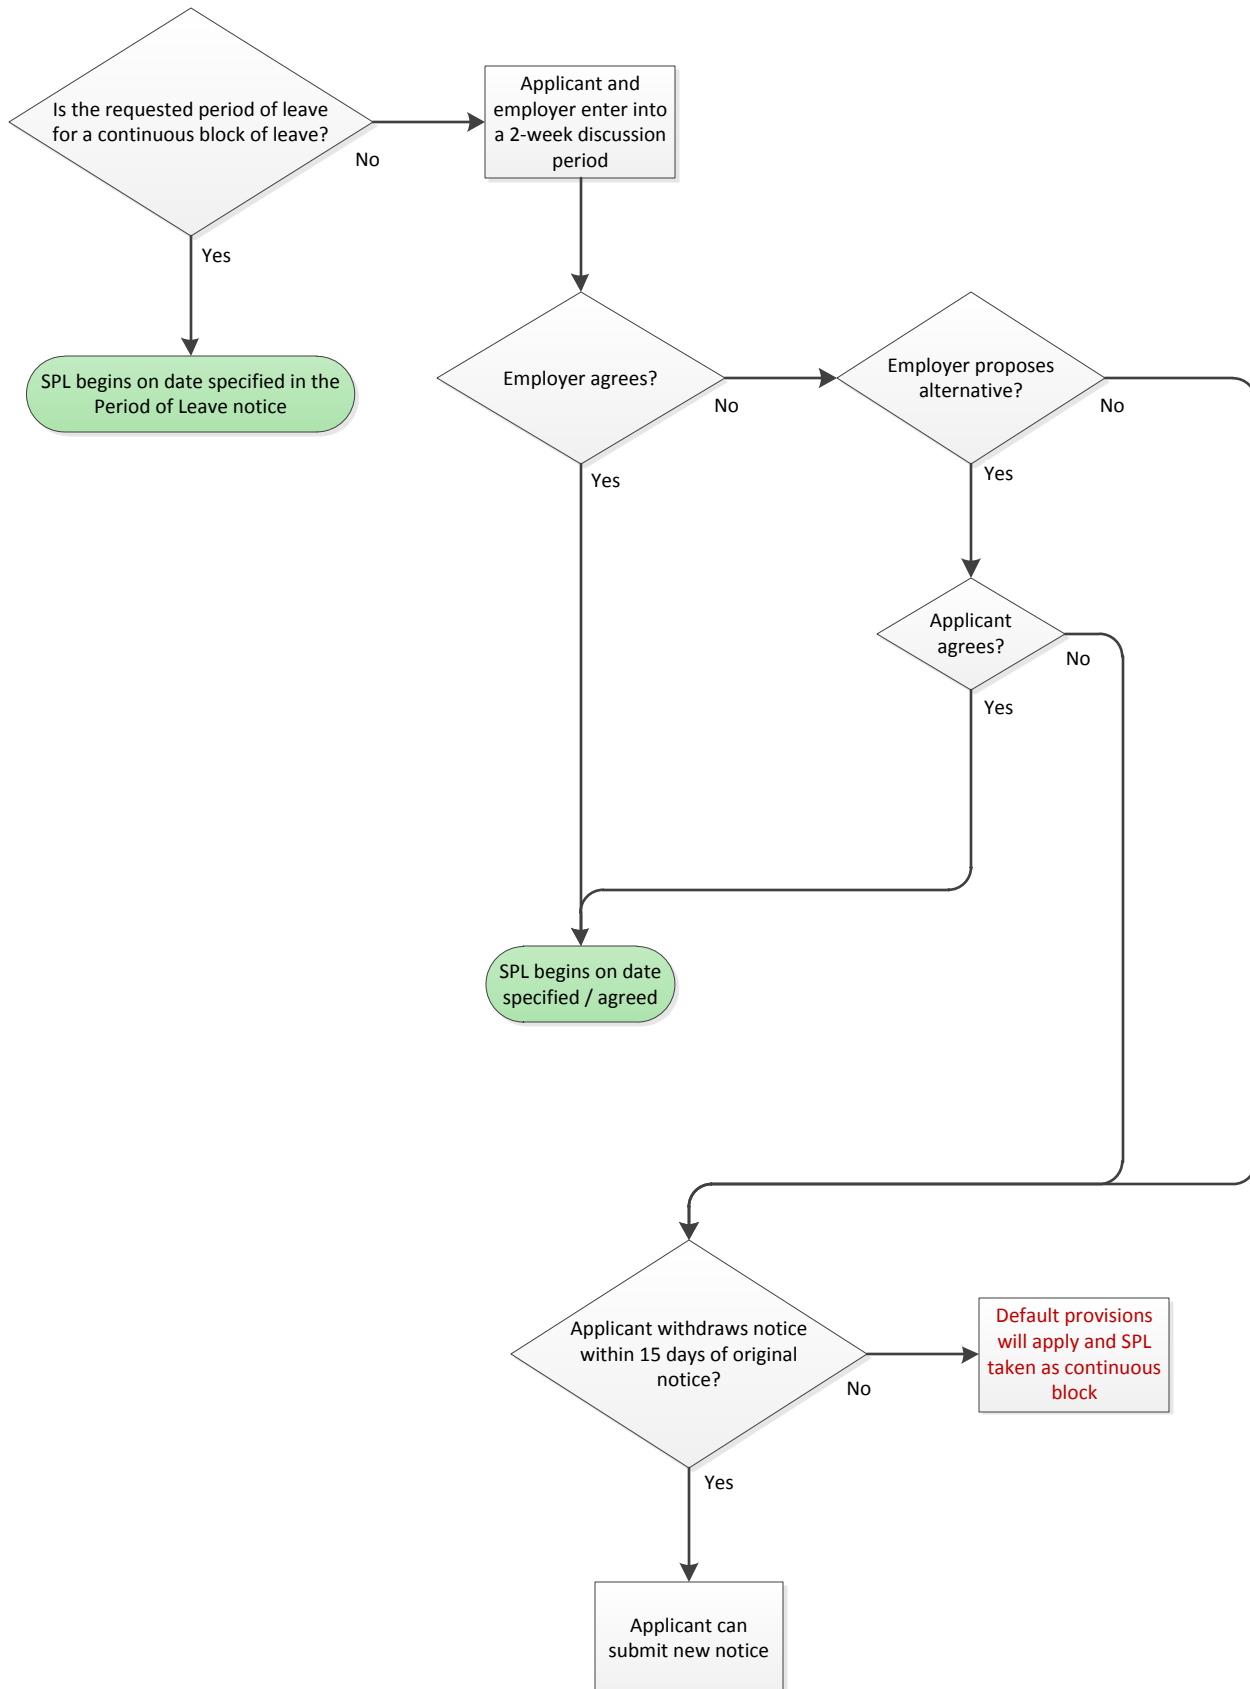 Is the requested period of leave
for a continuous block of leave?
No
Yes
Applicant and
employer enter into
a 2-week discussion
period
SPL begins on date specified in the
Period of Leave notice
Employer agrees?
No
Yes
Employer proposes
alternative?
No
Yes
Applicant
agrees?
No
Yes
SPL begins on date
specified / agreed
Applicant withdraws notice
within 15 days of original
notice?
No
Yes
Default provisions
will apply and SPL
taken as continuous
block
Applicant can
submit new notice